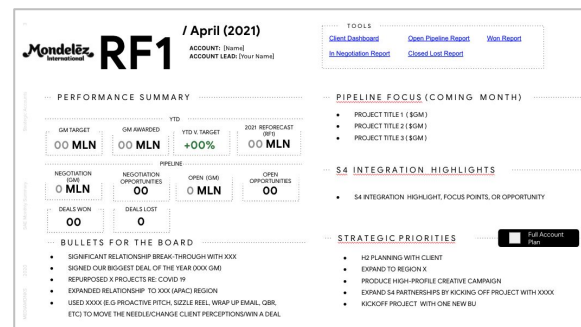 Mondelēz
International
RF1
/ April (2021)
ACCOUNT: [Name]
ACCOUNT LEAD: [Your Name]
TOOLS
Client Dashboard Open Pipeline Report Won Report
In Negotiation Report Closed Lost Report
PERFORMANCE SUMMARY
YTD
GM TARGET
00 MLN
GM AWARDED
00 MLN
YTD V. TARGET
+00%
2021 REFORECAST
(RF1)
00 MLN
PIPELINE
NEGOTIATION
(GM)
0 MLN
NEGOTIATION
OPPORTUNITIES
00
OPEN (GM)
0 MLN
OPEN
OPPORTUNITIES
00
DEALS WON
00
DEALS LOST
0
BULLETS FOR THE BOARD
• SIGNIFICANT RELATIONSHIP BREAK-THROUGH WITH XXX
• SIGNED OUR BIGGEST DEAL OF THE YEAR (XXX GM)
• REPURPOSED X PROJECTS RE: COVID 19
• EXPANDED RELATIONSHIP TO XXX (APAC) REGION
• USED XXXX (E.G PROACTIVE PITCH, SIZZLE REEL, WRAP UP EMAIL, QBR,
ETC) TO MOVE THE NEEDLE/CHANGE CLIENT PERCEPTIONS/WIN A DEAL
PIPELINE FOCUS (COMING MONTH)
• PROJECT TITLE 1 ( $GM )
• PROJECT TITLE 2 ( $GM )
• PROJECT TITLE 3 ( $GM )
S4 INTEGRATION HIGHLIGHTS
• S4 INTEGRATION HIGHLIGHT, FOCUS POINTS, OR OPPORTUNITY
STRATEGIC PRIORITIES
Full Account
Plan
• H2 PLANNING WITH CLIENT
• EXPAND TO REGION X
• PRODUCE HIGH-PROFILE CREATIVE CAMPAIGN
• EXPAND S4 PARTNERSHIPS BY KICKING OFF PROJECT WITH XXXX
• KICKOFF PROJECT WITH ONE NEW BU